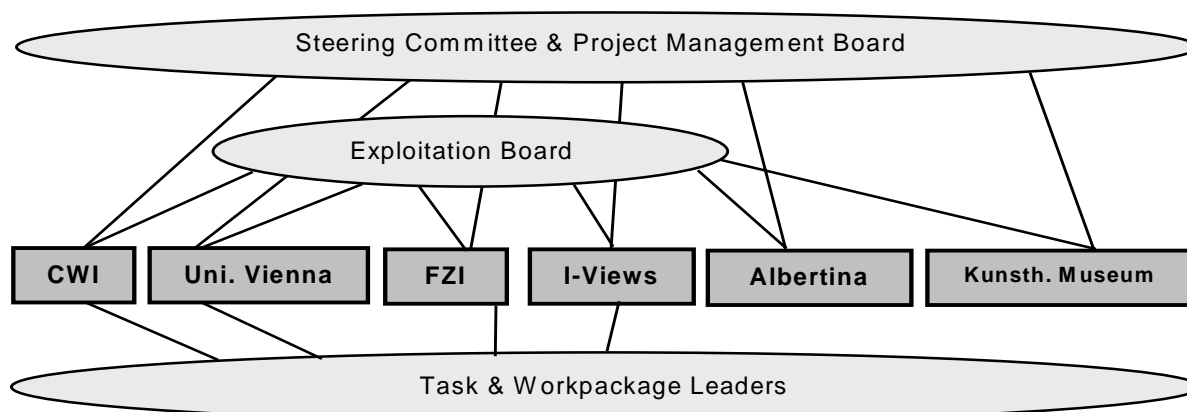 Steering Committee & Project Management Board
Exploitation Board
CWI
Uni. Vienna
FZI
I-Views
Albertina
Kunsth. Museum
Task & Workpackage Leaders